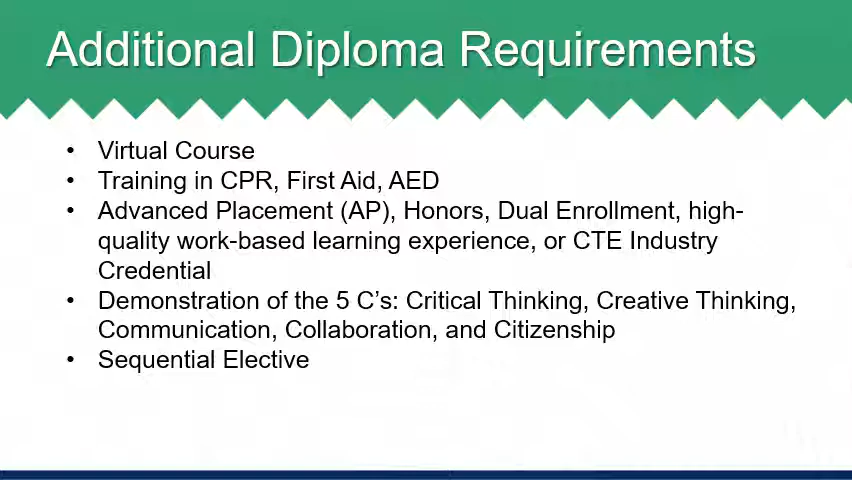 Additional Diploma Requirements
• Virtual Course
• Training in CPR, First Aid, AED
• Advanced Placement (AP), Honors, Dual Enrollment, high-
quality work-based learning experience, or CTE Industry
Credential
• Demonstration of the 5 C’s: Critical Thinking, Creative Thinking,
Communication, Collaboration, and Citizenship
• Sequential Elective